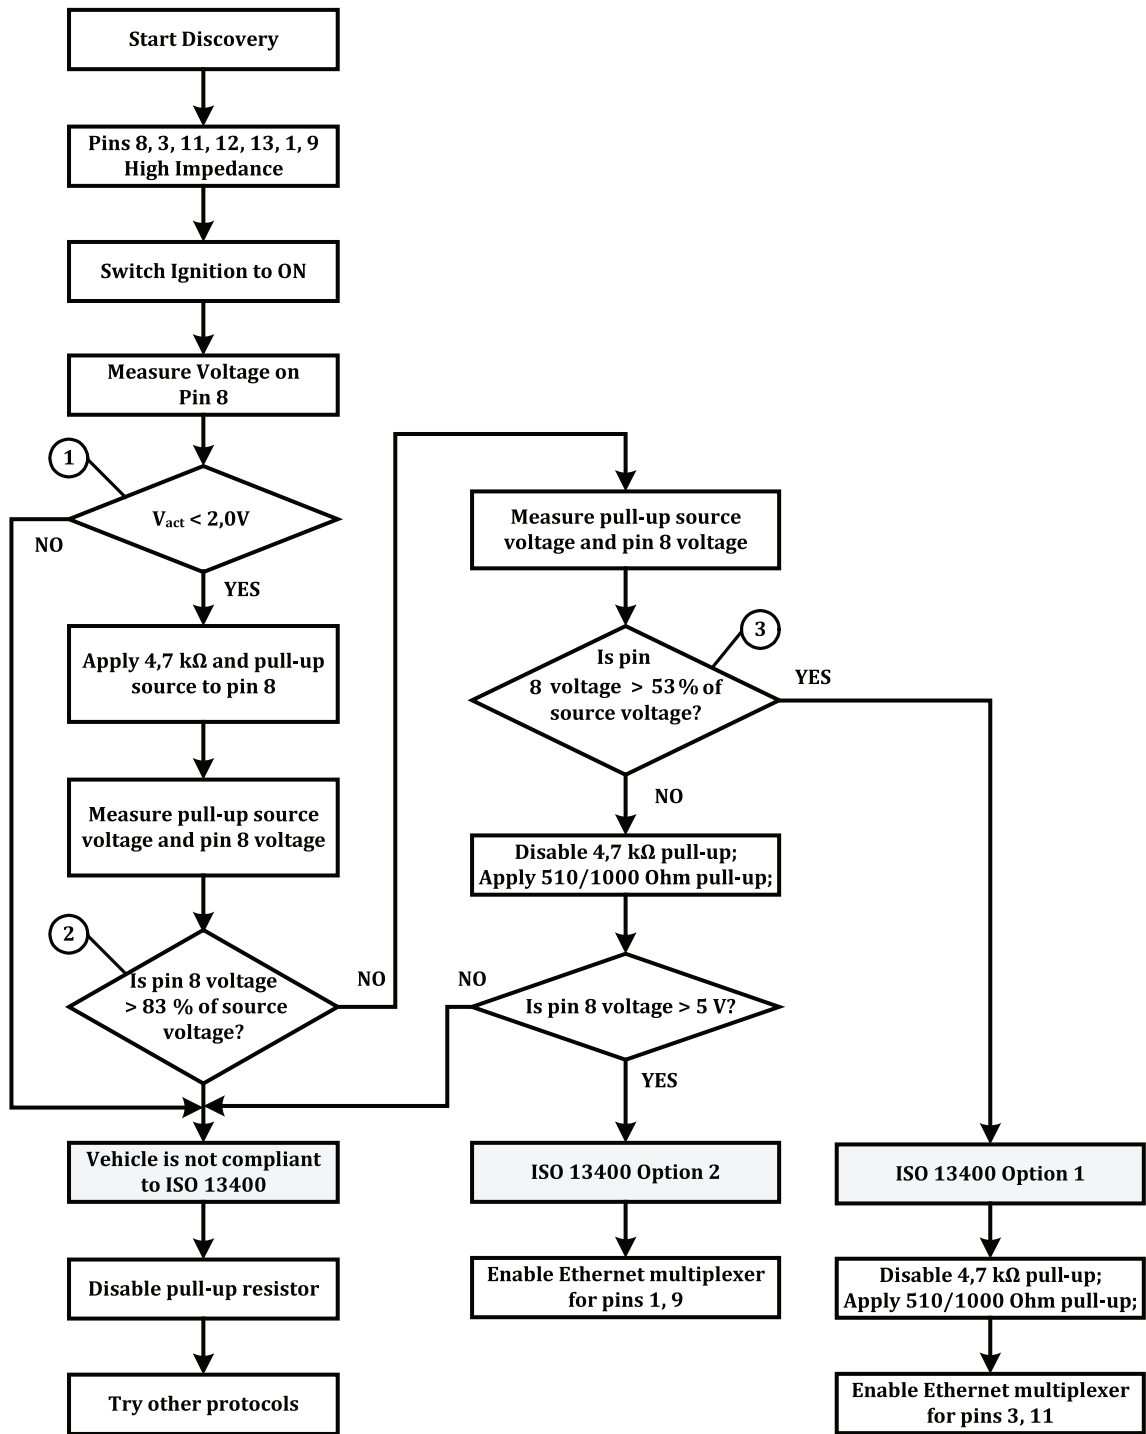 Start Discovery
Pins 8, 3, 11, 12, 13, 1, 9
High Impedance
Switch Ignition to ON
Measure Voltage on
Pin 8
1
Vact < 2,0V
NO
YES
Apply 4,7 kΩ and pull-up
source to pin 8
Measure pull-up source
voltage and pin 8 voltage
2
Is pin 8 voltage
> 83 % of source
voltage?
NO
Measure pull-up source
voltage and pin 8 voltage
3
Is pin
8 voltage > 53% of
source voltage?
YES
NO
Disable 4,7 kΩ pull-up;
Apply 510/1000 Ohm pull-up;
NO
Is pin 8 voltage > 5 V?
YES
Vehicle is not compliant
to ISO 13400
Disable pull-up resistor
Try other protocols
ISO 13400 Option 2
Enable Ethernet multiplexer
for pins 1, 9
ISO 13400 Option 1
Disable 4,7 kΩ pull-up;
Apply 510/1000 Ohm pull-up;
Enable Ethernet multiplexer
for pins 3, 11